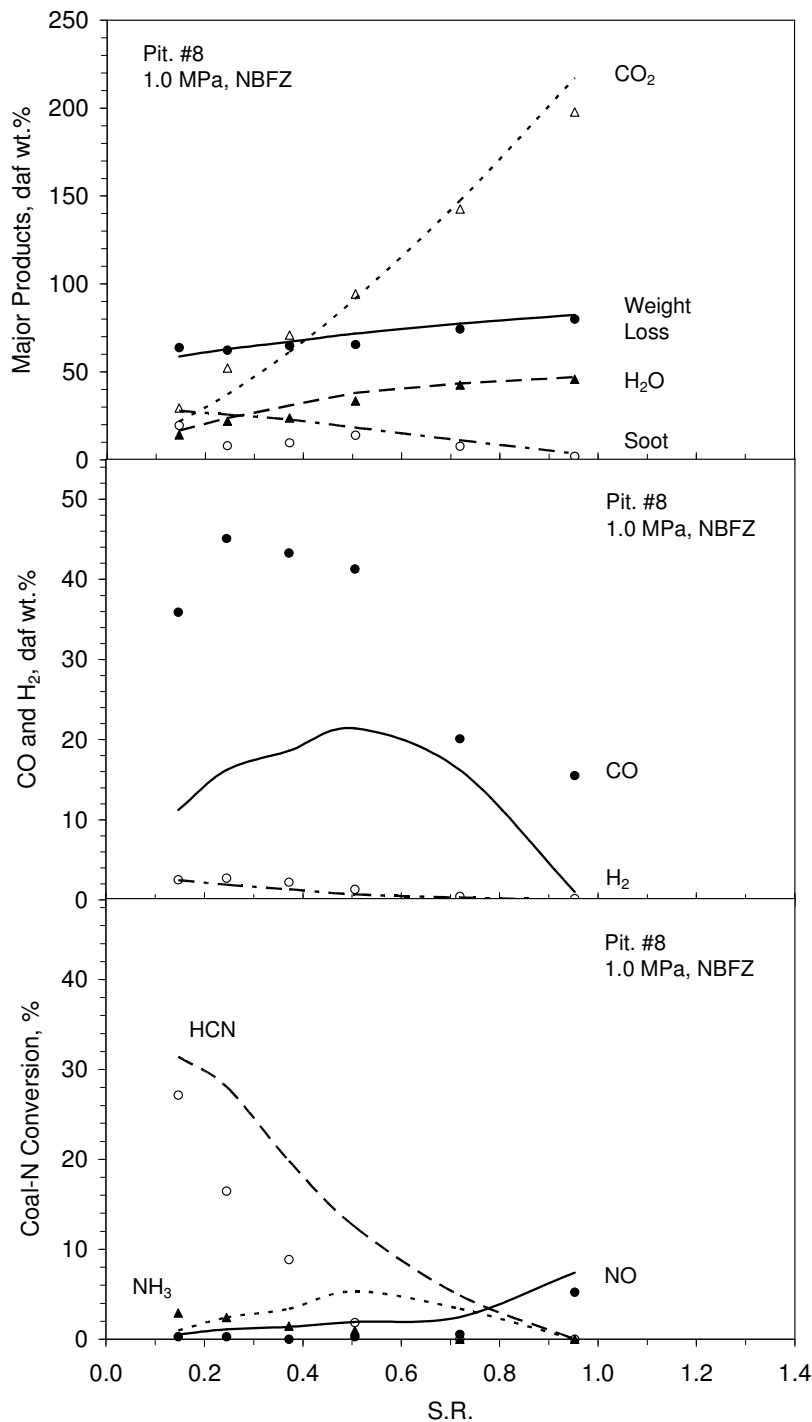 250
200
150
100
50
0
Major Products, daf wt.%
Pit. #8
1.0 MPa, NBFZ
CO₂
Weight
Loss
H₂O
Soot
50
40
30
20
10
0
CO and H₂, daf wt.%
Pit. #8
1.0 MPa, NBFZ
CO
H₂
40
30
20
10
0
Coal-N Conversion, %
Pit. #8
1.0 MPa, NBFZ
HCN
NH₃
NO
0.0 0.2 0.4 0.6 0.8 1.0 1.2 1.4
S.R.